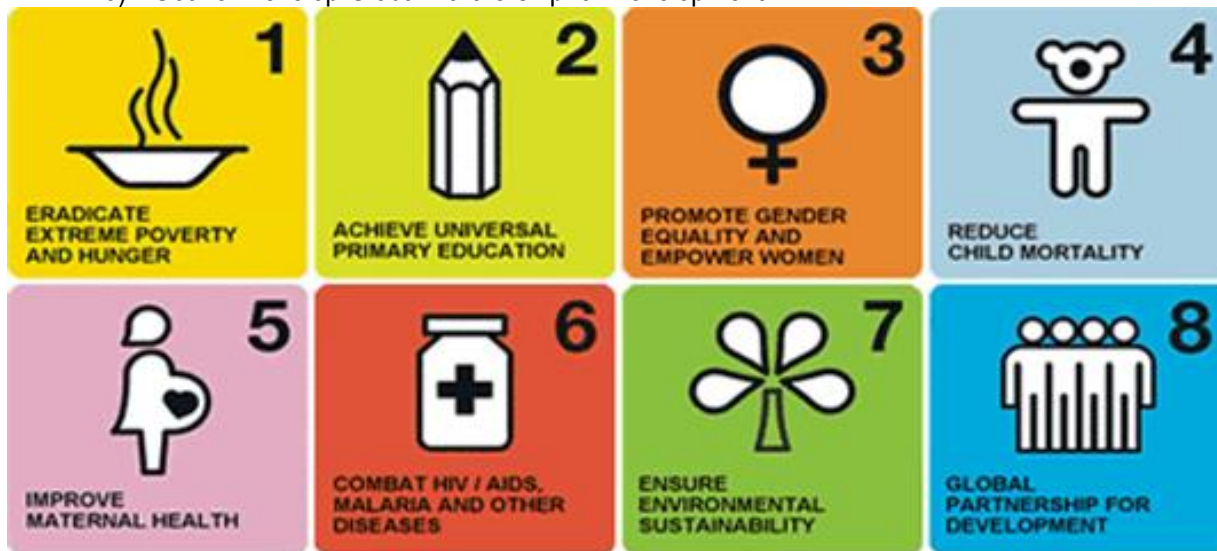 1
ERADICATE
EXTREME POVERTY
AND HUNGER
2
ACHIEVE UNIVERSAL
PRIMARY EDUCATION
3
PROMOTE GENDER
EQUALITY AND
EMPOWER WOMEN
4
REDUCE
CHILD MORTALITY
5
IMPROVE
MATERNAL HEALTH
6
COMBAT HIV / AIDS,
MALARIA AND OTHER
DISEASES
7
ENSURE
ENVIRONMENTAL
SUSTAINABILITY
8
GLOBAL
PARTNERSHIP FOR
DEVELOPMENT